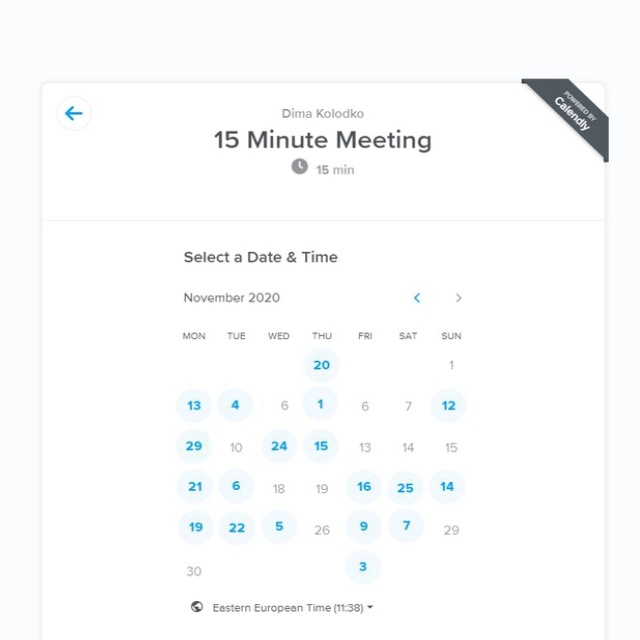 POWERED BY
Calendly
Dima Kolodko
15 Minute Meeting
15 min
Select a Date & Time
November 2020
MON TUE WED THU FRI SAT SUN
20 1
13 4 6 1 6 7 12
29 10 24 15 13 14 15
21 6 18 19 16 25 14
19 22 5 26 9 7 29
30 3
Eastern European Time (11:38)